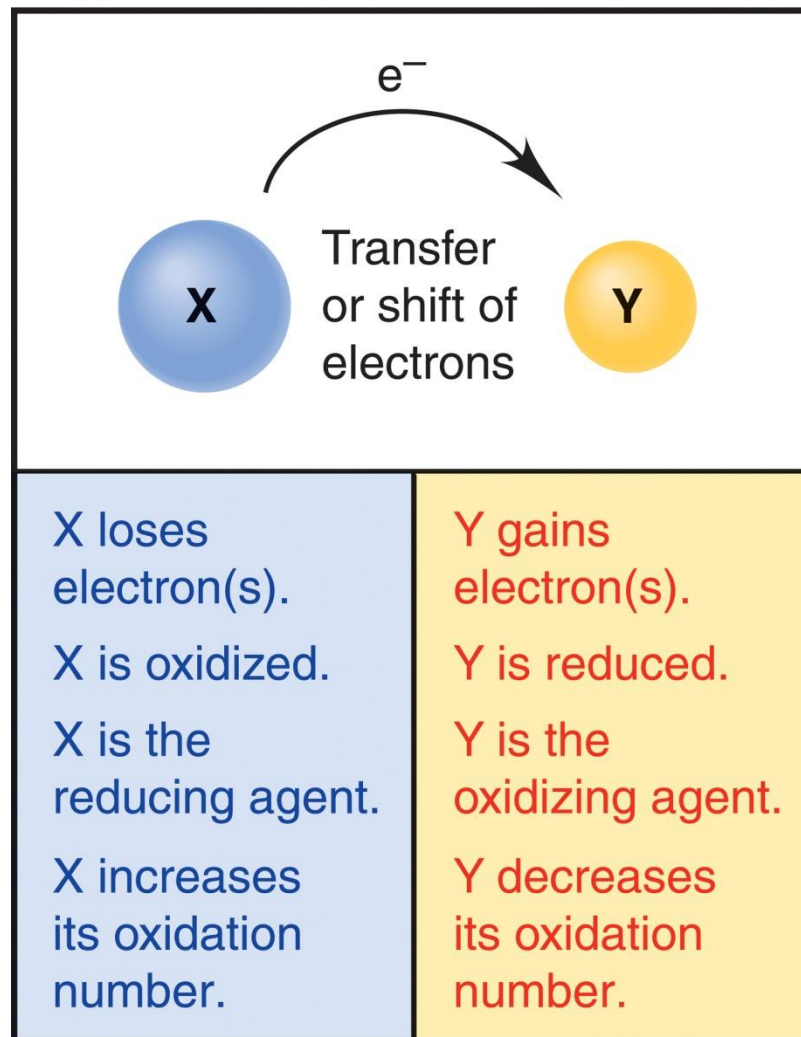 e⁻
X
Transfer
or shift of
electrons
Y
X loses
electron(s).
X is oxidized.
X is the
reducing agent.
X increases
its oxidation
number.
Y gains
electron(s).
Y is reduced.
Y is the
oxidizing agent.
Y decreases
its oxidation
number.